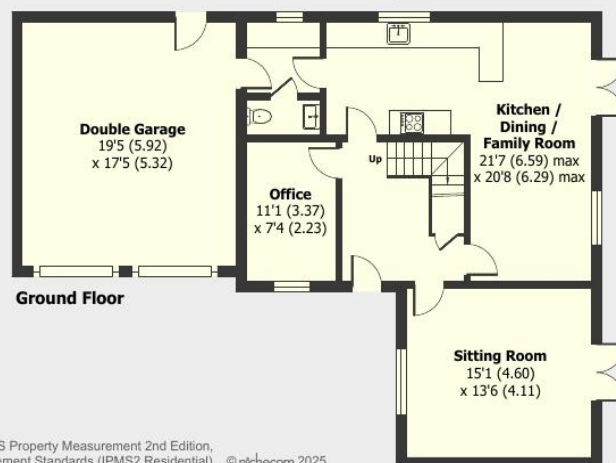 Double Garage
19'5 (5.92)
x 17'5 (5.32)
Kitchen /
Dining /
Family Room
21'7 (6.59) max
x 20'8 (6.29) max
Up
Office
11'1 (3.37)
x 7'4 (2.23)
Ground Floor
Sitting Room
15'1 (4.60)
x 13'6 (4.11)
S Property Measurement 2nd Edition,
ement Standards (IPMS2 Residential). © nichecom 2025